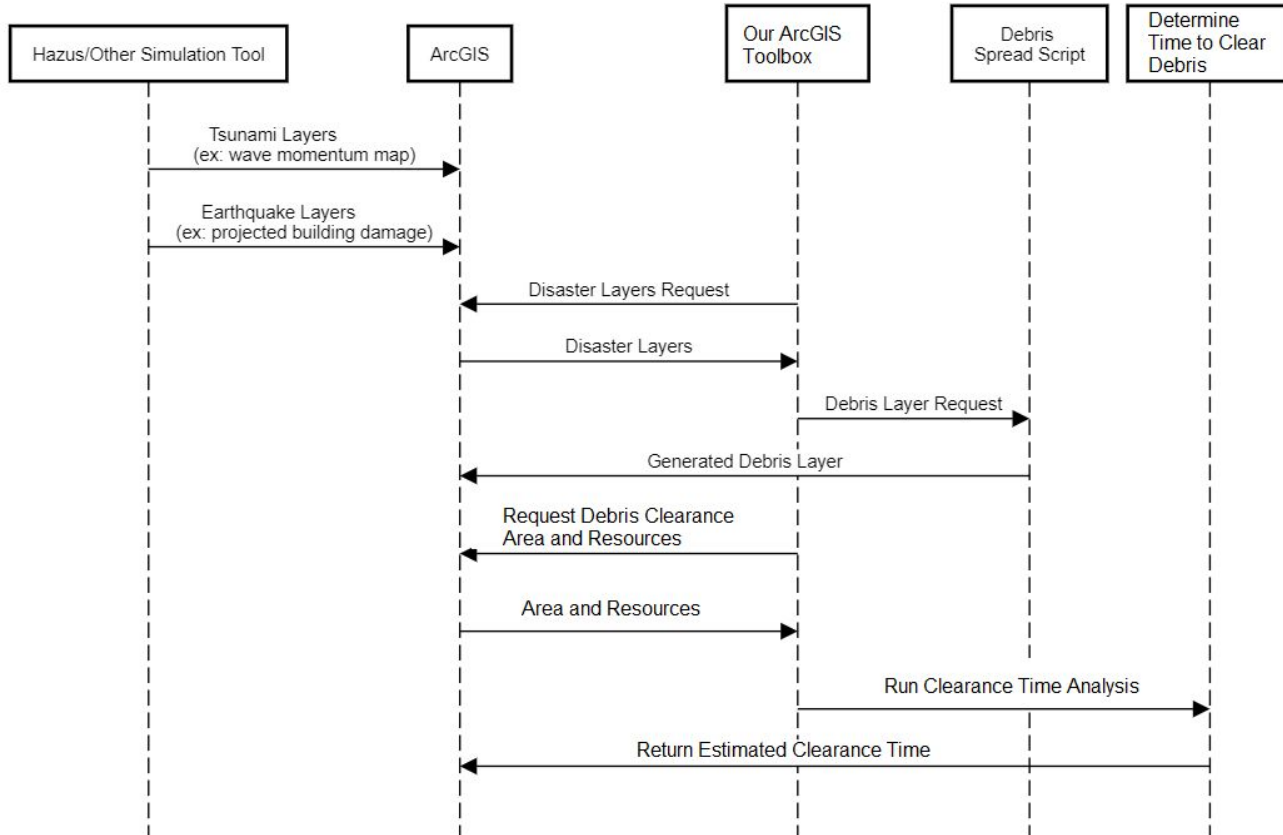 Hazus/Other Simulation Tool
ArcGIS
Our ArcGIS
Toolbox
Debris
Spread Script
Determine
Time to Clear
Debris
Tsunami Layers
(ex: wave momentum map)
Earthquake Layers
(ex: projected building damage)
Disaster Layers Request
Disaster Layers
Debris Layer Request
Generated Debris Layer
Request Debris Clearance
Area and Resources
Area and Resources
Run Clearance Time Analysis
Return Estimated Clearance Time